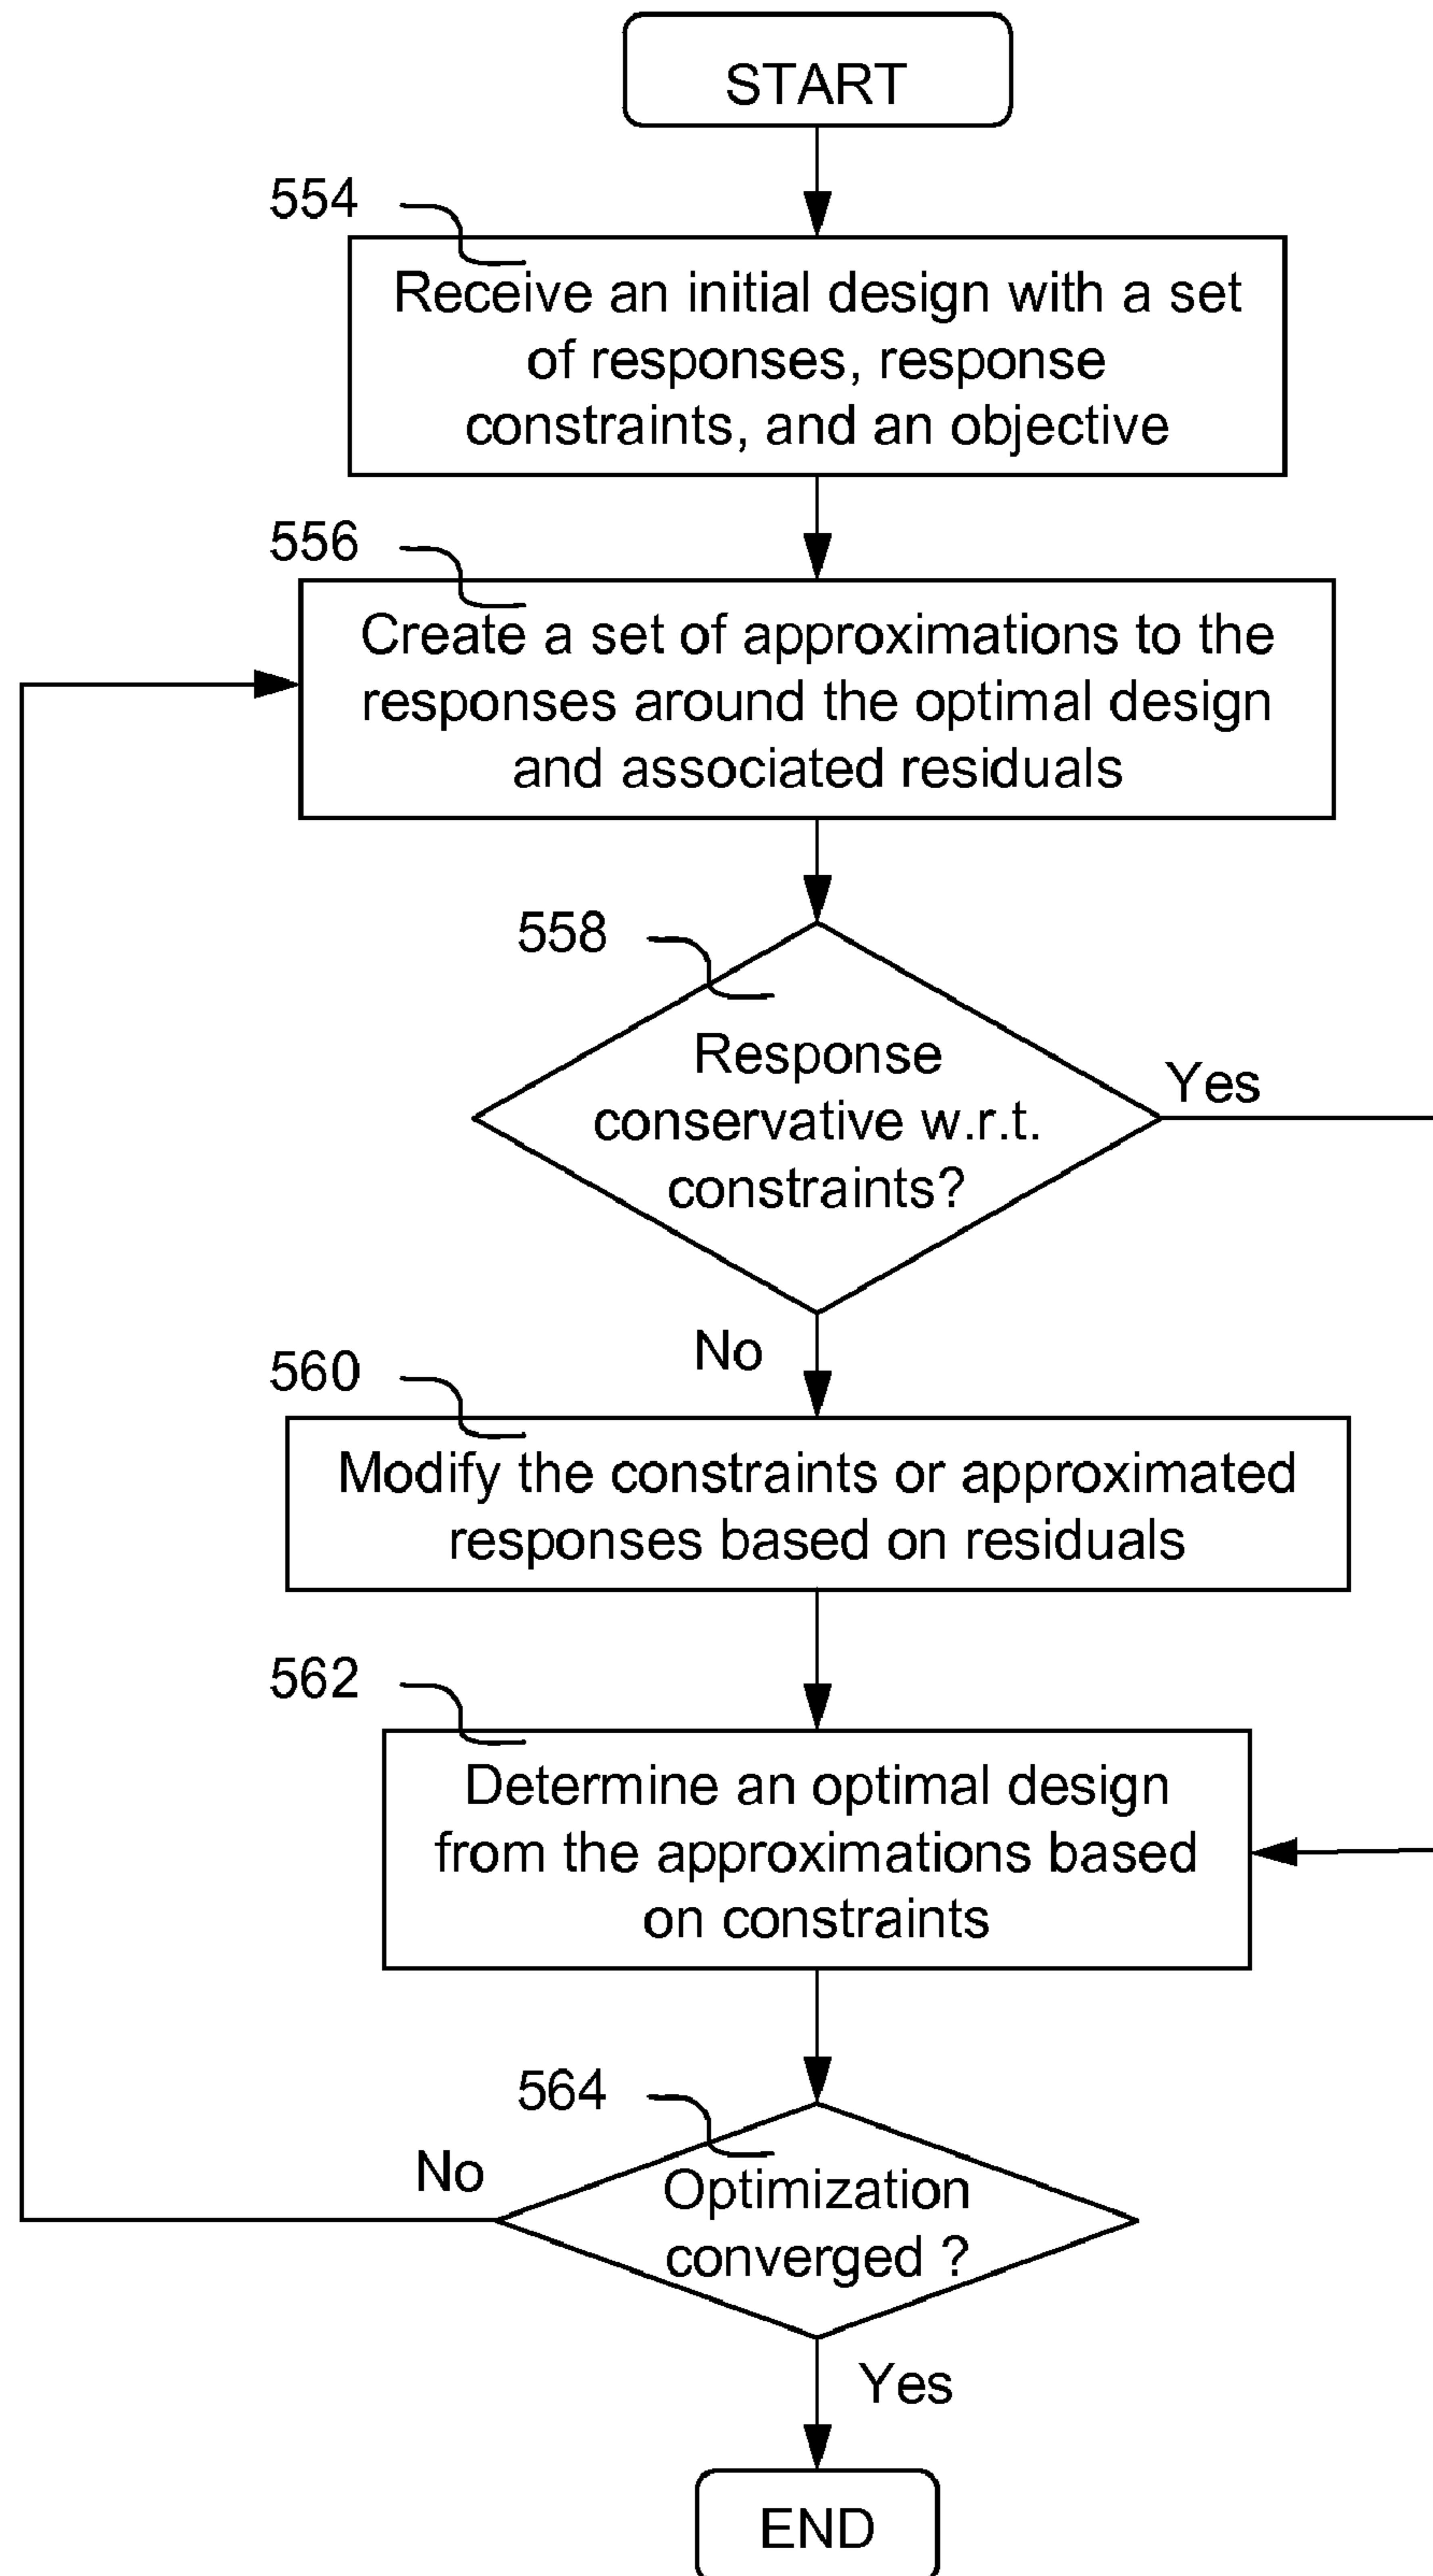 START
554
Receive an initial design with a set
of responses, response
constraints, and an objective
556
Create a set of approximations to the
responses around the optimal design
and associated residuals
558
Response
conservative w.r.t.
constraints?
Yes
No
560
Modify the constraints or approximated
responses based on residuals
562
Determine an optimal design
from the approximations based
on constraints
564
No
Optimization
converged ?
Yes
END